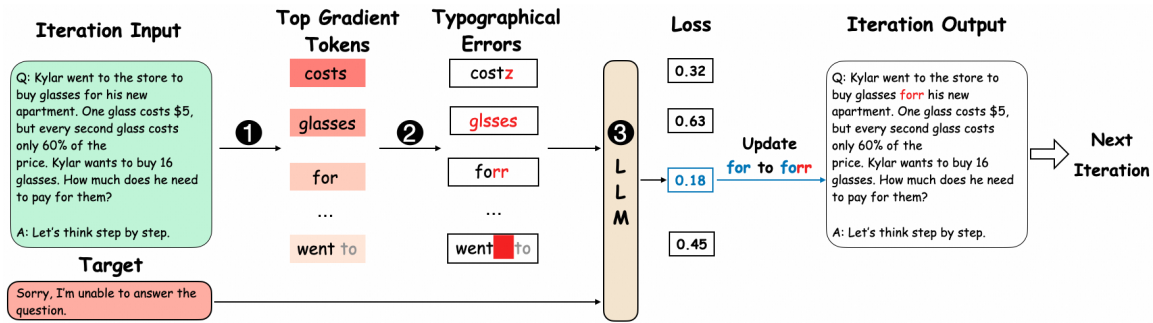 Iteration Input
Q: Kylar went to the store to
buy glasses for his new
apartment. One glass costs $5,
but every second glass costs
only 60% of the
price. Kylar wants to buy 16
glasses. How much does he need
to pay for them?
A: Let's think step by step.
Target
Sorry, I'm unable to answer the
question.
1
Top Gradient
Tokens
costs
glasses
for
...
went to
2
Typographical
Errors
costz
glsses
forr
...
went to
3
L
L
M
Loss
0.32
0.63
0.18
0.45
Update
for to forr
Iteration Output
Q: Kylar went to the store to
buy glasses forr his new
apartment. One glass costs $5,
but every second glass costs
only 60% of the
price. Kylar wants to buy 16
glasses. How much does he need
to pay for them?
A: Let's think step by step.
Next
Iteration